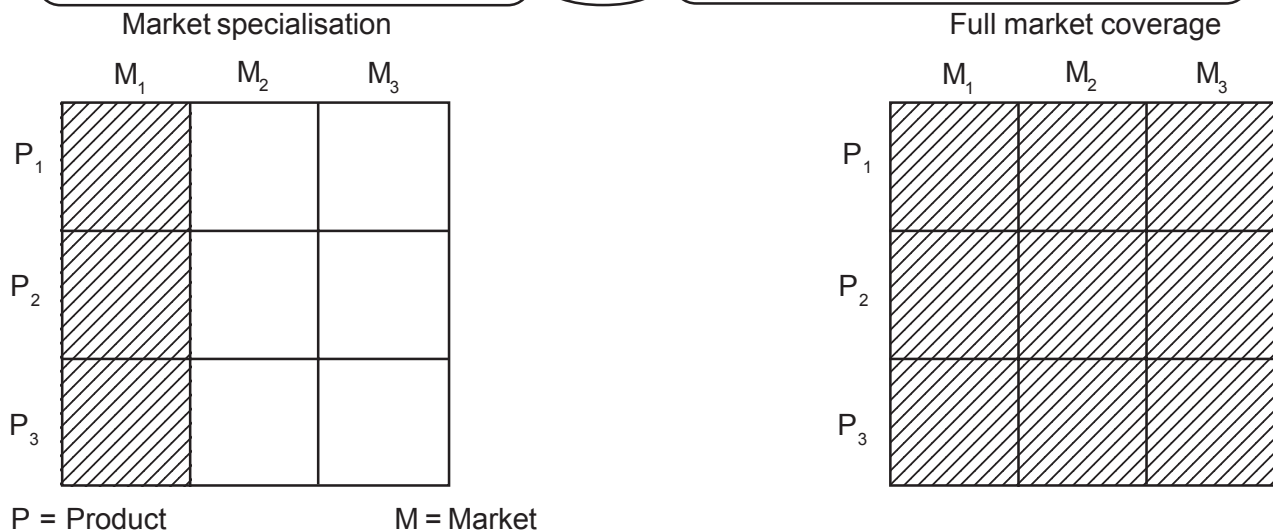 Market specialisation
Full market coverage
M₁ M₂ M₃
M₁ M₂ M₃
P₁
P₁
P₂
P₂
P₃
P₃
P = Product
M = Market